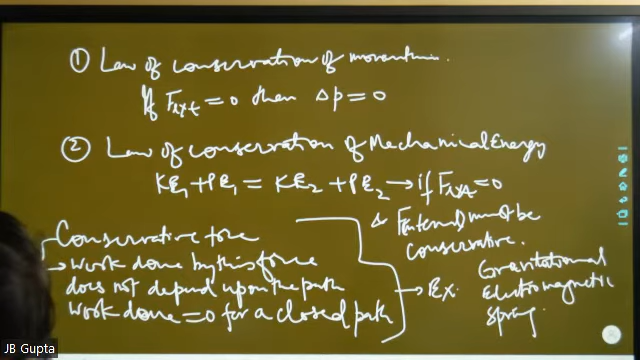 ① Law of conservation of momentum.
If Fext = 0 then Δp = 0
② Law of conservation of Mechanical Energy
KE₁ + PE₁ = KE₂ + PE₂ → if Fext = 0
& Finternal must be
conservative.
Conservative force
→ work done by this force
does not depend upon the path
work done = 0 for a closed path
→ Ex. Gravitational
Electromagnetic
Spring.
JB Gupta